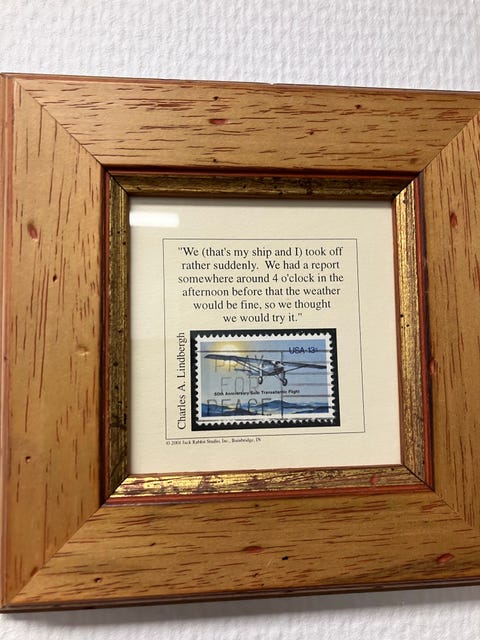 "We (that's my ship and I) took off
rather suddenly. We had a report
somewhere around 4 o'clock in the
afternoon before that the weather
would be fine, so we thought
we would try it."
Charles A. Lindbergh
USA 13c
PRAY
FOR
PEACE
50th Anniversary Solo Transatlantic Flight
© 2001 Jack Rabbit Studio, Inc., Bainbridge, IN